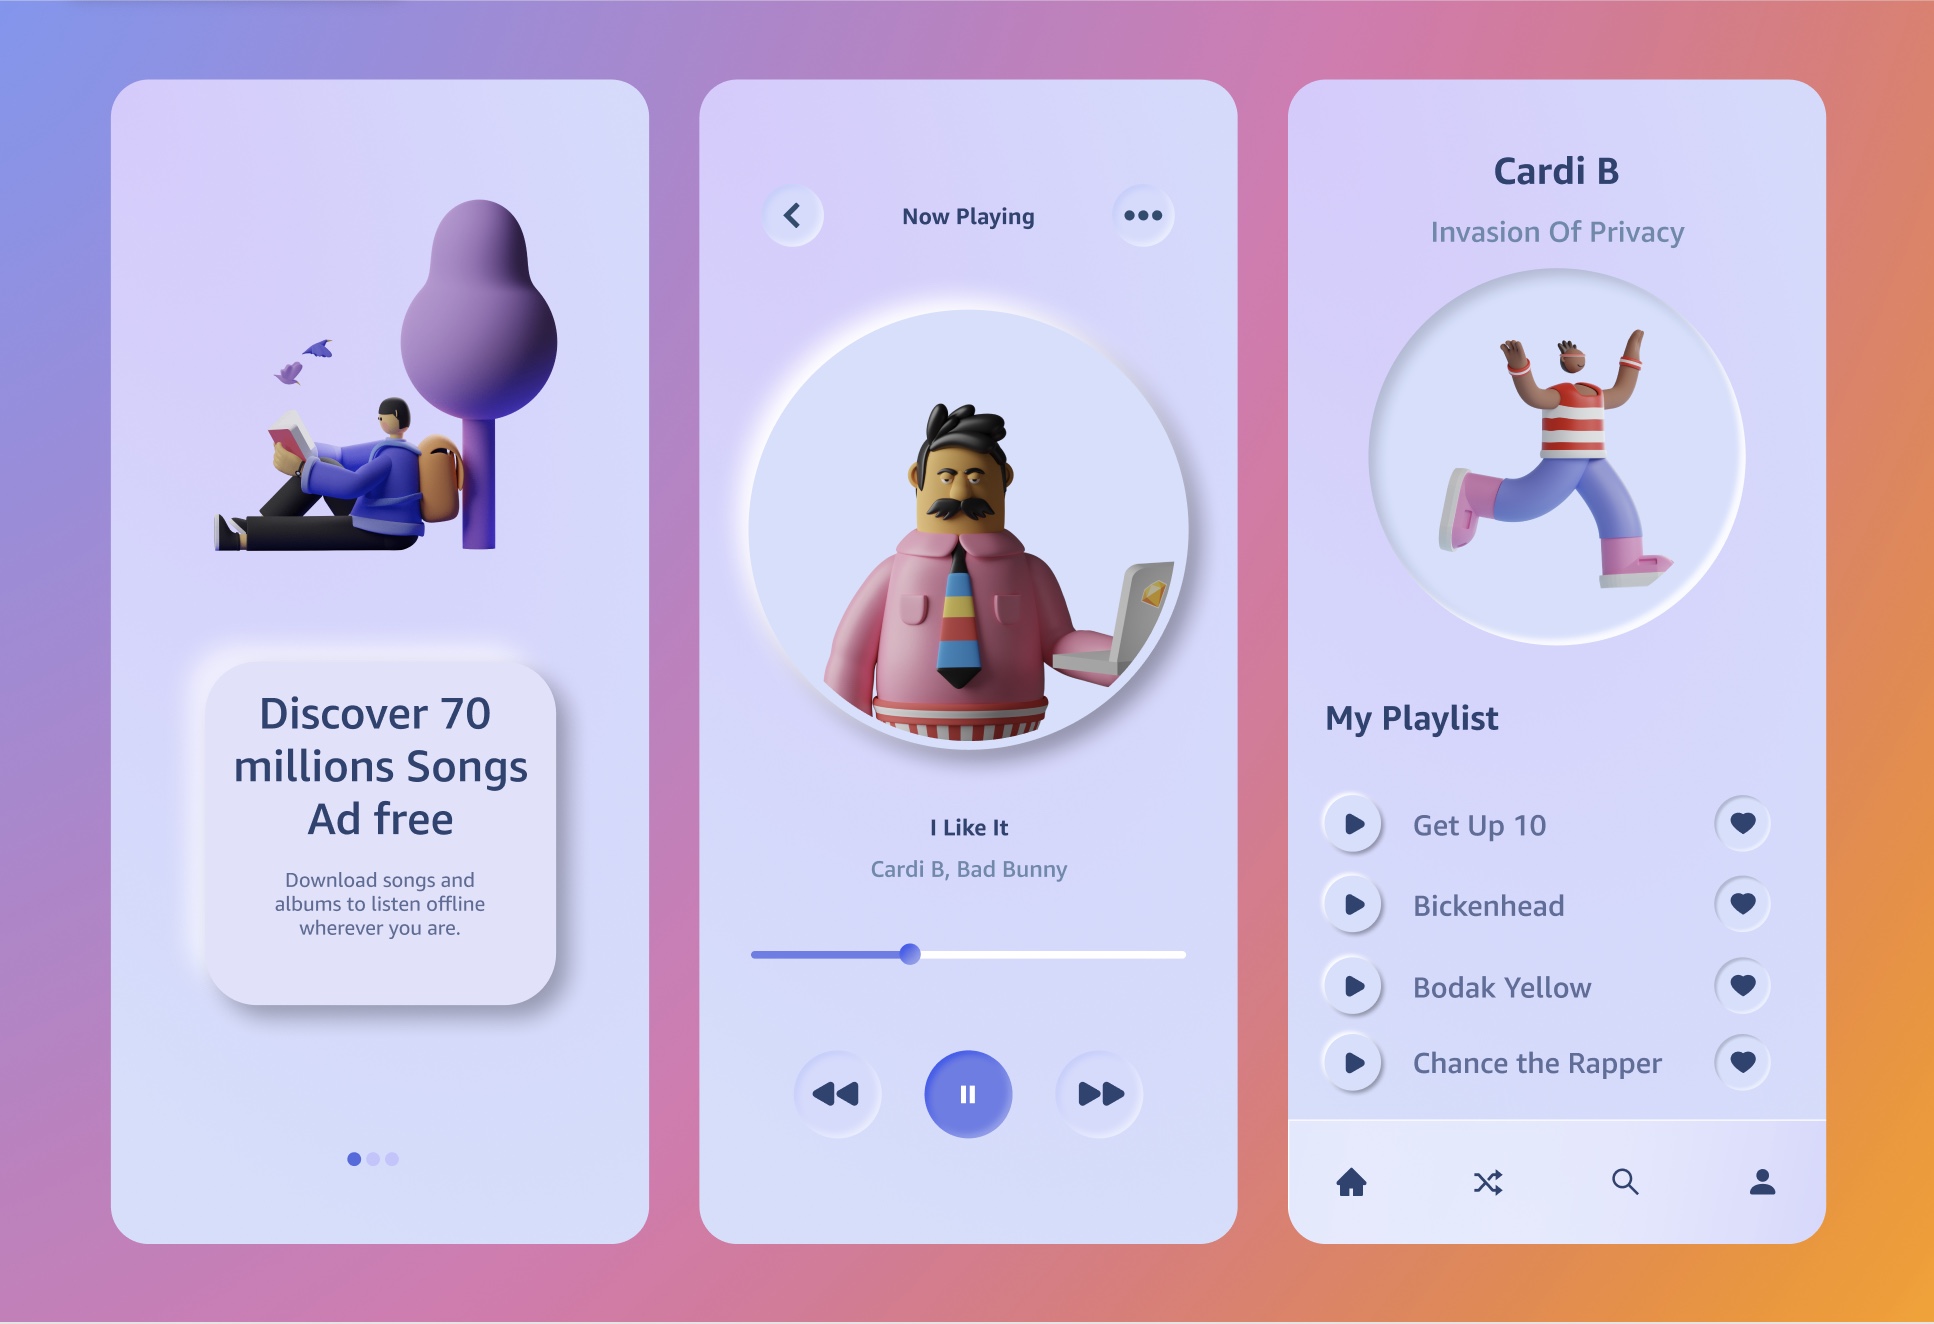 Discover 70
millions Songs
Ad free
Download songs and
albums to listen offline
wherever you are.
Now Playing
I Like It
Cardi B, Bad Bunny
Cardi B
Invasion Of Privacy
My Playlist
Get Up 10
Bickenhead
Bodak Yellow
Chance the Rapper